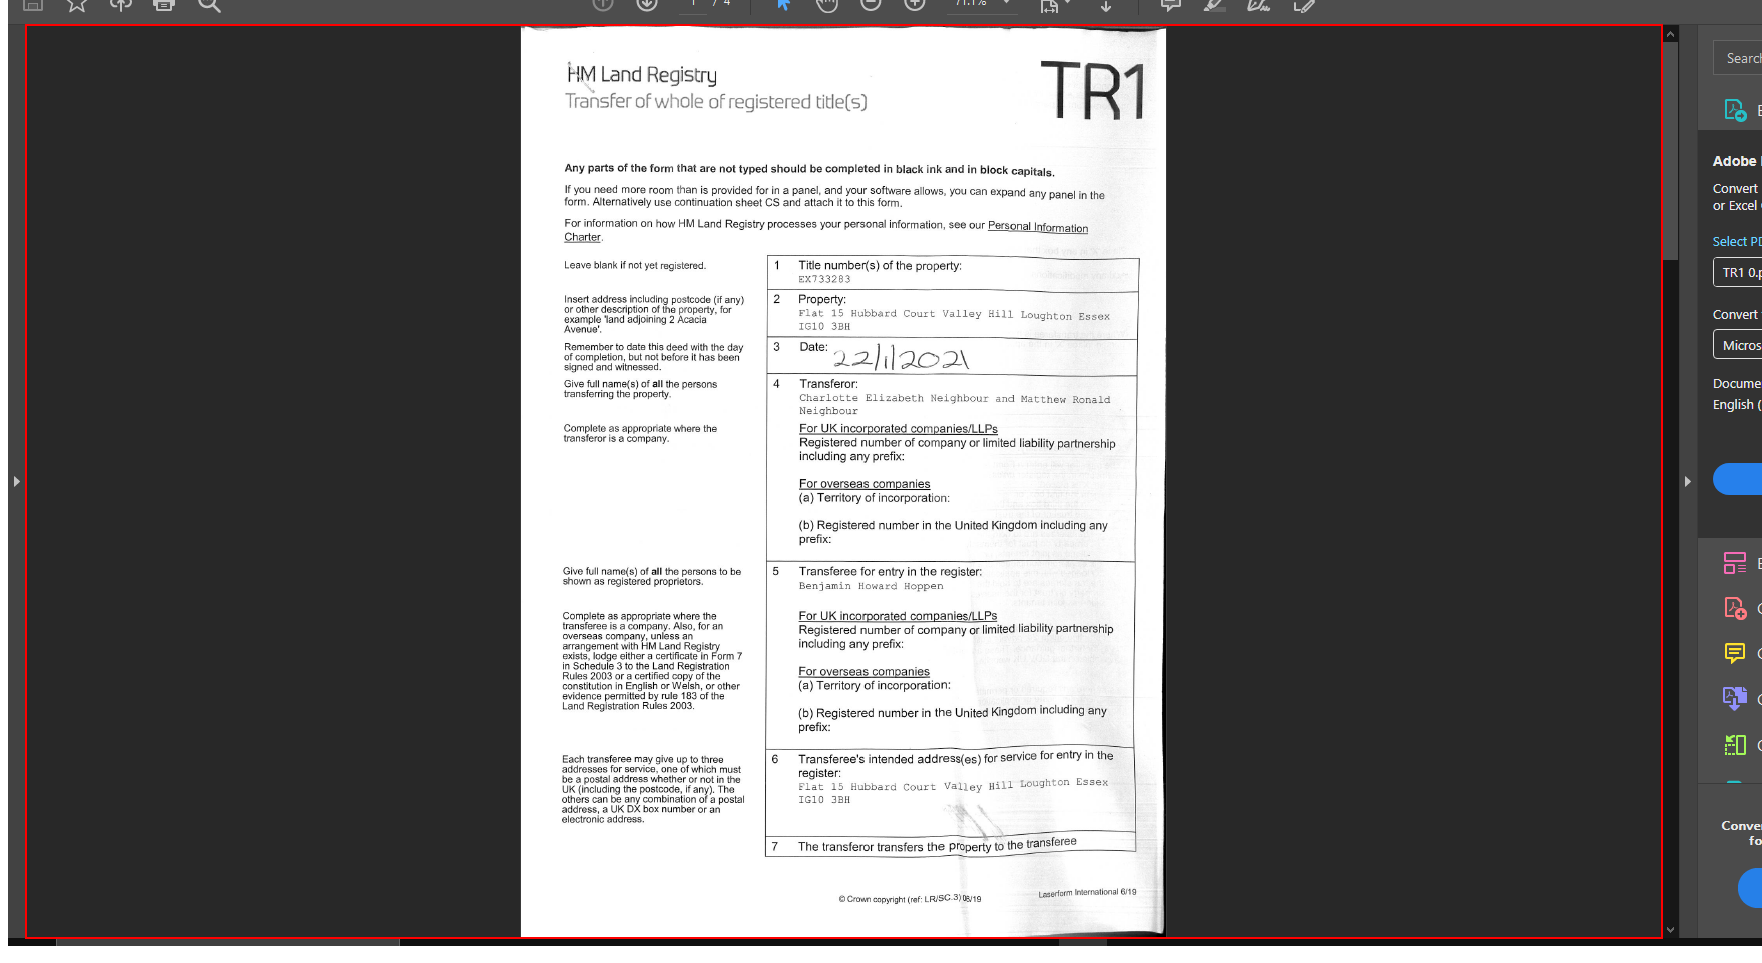 1 / 4
71.1%
Search
HM Land Registry
Transfer of whole of registered title(s)
TR1
Any parts of the form that are not typed should be completed in black ink and in block capitals.
If you need more room than is provided for in a panel, and your software allows, you can expand any panel in the
form. Alternatively use continuation sheet CS and attach it to this form.
For information on how HM Land Registry processes your personal information, see our Personal Information
Charter.
Leave blank if not yet registered.
1 Title number(s) of the property:
EX733283
Insert address including postcode (if any)
or other description of the property, for
example 'land adjoining 2 Acacia
Avenue'.
2 Property:
Flat 15 Hubbard Court Valley Hill Loughton Essex
IG10 3BH
Remember to date this deed with the day
of completion, but not before it has been
signed and witnessed.
3 Date: 22/1/2021
Give full name(s) of all the persons
transferring the property.
4 Transferor:
Charlotte Elizabeth Neighbour and Matthew Ronald
Neighbour
Complete as appropriate where the
transferor is a company.
For UK incorporated companies/LLPs
Registered number of company or limited liability partnership
including any prefix:
For overseas companies
(a) Territory of incorporation:
(b) Registered number in the United Kingdom including any
prefix:
Give full name(s) of all the persons to be
shown as registered proprietors.
5 Transferee for entry in the register:
Benjamin Howard Hoppen
Complete as appropriate where the
transferee is a company. Also, for an
overseas company, unless an
arrangement with HM Land Registry
exists, lodge either a certificate in Form 7
in Schedule 3 to the Land Registration
Rules 2003 or a certified copy of the
constitution in English or Welsh, or other
evidence permitted by rule 183 of the
Land Registration Rules 2003.
For UK incorporated companies/LLPs
Registered number of company or limited liability partnership
including any prefix:
For overseas companies
(a) Territory of incorporation:
(b) Registered number in the United Kingdom including any
prefix:
Each transferee may give up to three
addresses for service, one of which must
be a postal address whether or not in the
UK (including the postcode, if any). The
others can be any combination of a postal
address, a UK DX box number or an
electronic address.
6 Transferee's intended address(es) for service for entry in the
register:
Flat 15 Hubbard Court Valley Hill Loughton Essex
IG10 3BH
7 The transferor transfers the property to the transferee
© Crown copyright (ref: LR/SC.3) 06/19
Laserform International 6/19
Adobe
Convert
or Excel
Select PD
TR1 0.p
Convert
Micros
Docume
English (
Conve
fo